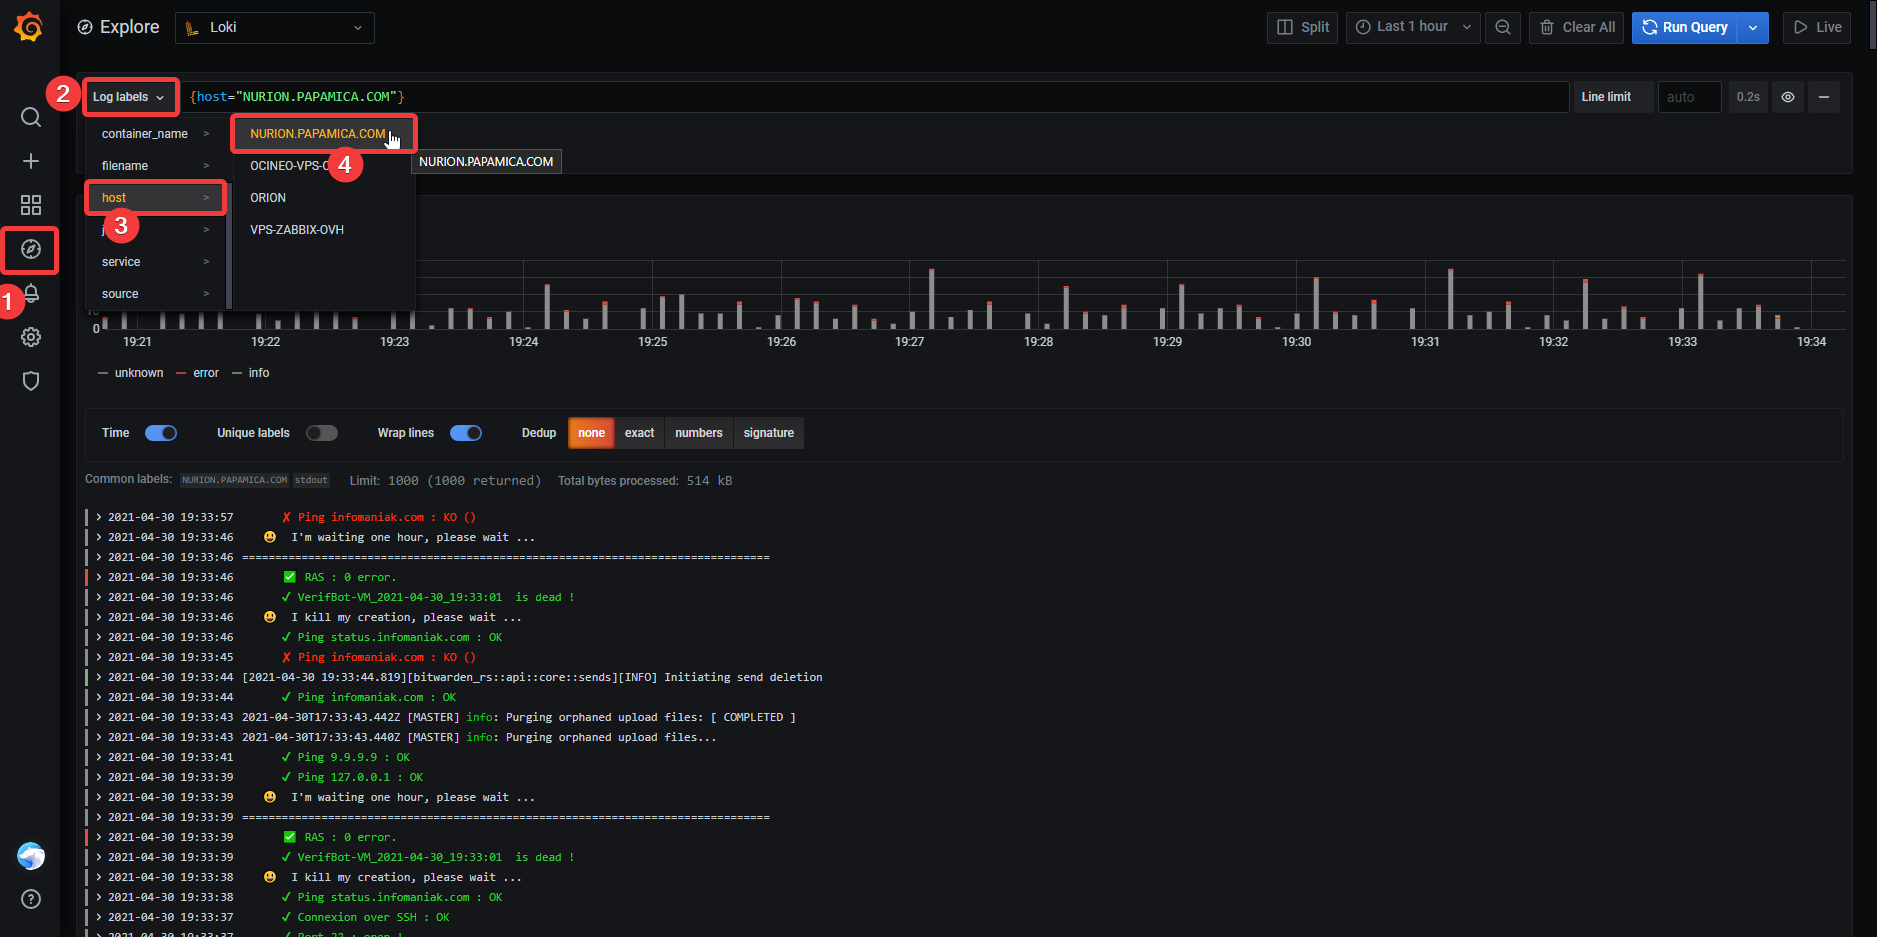 Explore
Loki
Split
Last 1 hour
Clear All
Run Query
Live
2
Log labels
{host="NURION.PAPAMICA.COM"}
Line limit
auto
0.2s
container_name >
NURION.PAPAMICA.COM
filename >
OCINEO-VPS-
4
NURION.PAPAMICA.COM
host >
ORION
3
j >
VPS-ZABBIX-OVH
service >
source >
1
0
19:21 19:22 19:23 19:24 19:25 19:26 19:27 19:28 19:29 19:30 19:31 19:32 19:33 19:34
unknown error info
Time
Unique labels
Wrap lines
Dedup
none
exact
numbers
signature
Common labels: NURION.PAPAMICA.COM stdout Limit: 1000 (1000 returned) Total bytes processed: 514 kB
> 2021-04-30 19:33:57 ✗ Ping infomaniak.com : KO ()
> 2021-04-30 19:33:46 😃 I'm waiting one hour, please wait ...
> 2021-04-30 19:33:46 ================================================================================
> 2021-04-30 19:33:46 ✅ RAS : 0 error.
> 2021-04-30 19:33:46 ✓ VerifBot-VM_2021-04-30_19:33:01 is dead !
> 2021-04-30 19:33:46 😃 I kill my creation, please wait ...
> 2021-04-30 19:33:46 ✓ Ping status.infomaniak.com : OK
> 2021-04-30 19:33:45 ✗ Ping infomaniak.com : KO ()
> 2021-04-30 19:33:44 [2021-04-30 19:33:44.819][bitwarden_rs::api::core::sends][INFO] Initiating send deletion
> 2021-04-30 19:33:44 ✓ Ping infomaniak.com : OK
> 2021-04-30 19:33:43 2021-04-30T17:33:43.442Z [MASTER] info: Purging orphaned upload files: [ COMPLETED ]
> 2021-04-30 19:33:43 2021-04-30T17:33:43.440Z [MASTER] info: Purging orphaned upload files...
> 2021-04-30 19:33:41 ✓ Ping 9.9.9.9 : OK
> 2021-04-30 19:33:39 ✓ Ping 127.0.0.1 : OK
> 2021-04-30 19:33:39 😃 I'm waiting one hour, please wait ...
> 2021-04-30 19:33:39 ================================================================================
> 2021-04-30 19:33:39 ✅ RAS : 0 error.
> 2021-04-30 19:33:39 ✓ VerifBot-VM_2021-04-30_19:33:01 is dead !
> 2021-04-30 19:33:38 😃 I kill my creation, please wait ...
> 2021-04-30 19:33:38 ✓ Ping status.infomaniak.com : OK
> 2021-04-30 19:33:37 ✓ Connexion over SSH : OK
> 2021-04-30 19:33:37 ✓ Port 22 : open !